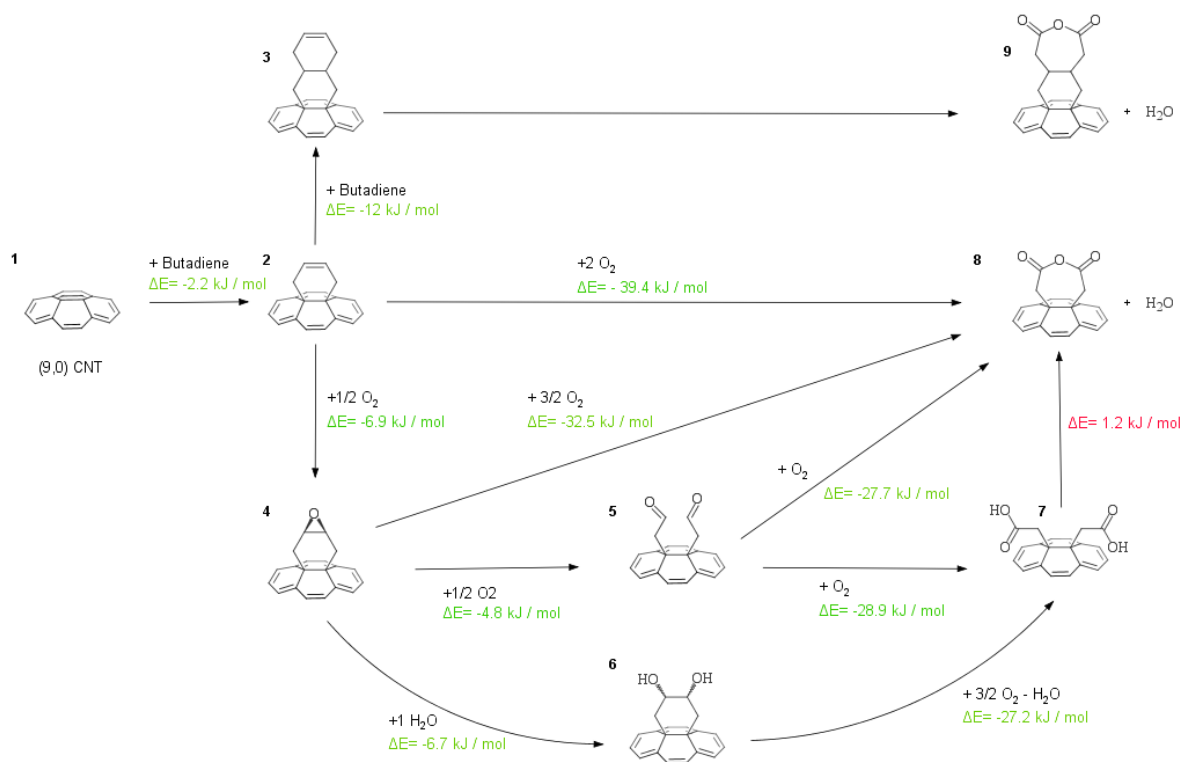 3
9
O
O
O
+ H₂O
+ Butadiene
ΔE= -12 kJ / mol
1
+ Butadiene
ΔE= -2.2 kJ / mol
2
+2 O₂
ΔE= - 39.4 kJ / mol
8
O
O
O
+ H₂O
(9,0) CNT
+1/2 O₂
ΔE= -6.9 kJ / mol
+ 3/2 O₂
ΔE= -32.5 kJ / mol
ΔE= 1.2 kJ / mol
+ O₂
ΔE= -27.7 kJ / mol
4
O
5
O
O
7
HO
O
O
OH
+1/2 O2
ΔE= -4.8 kJ / mol
+ O₂
ΔE= -28.9 kJ / mol
6
HO
OH
+1 H₂O
ΔE= -6.7 kJ / mol
+ 3/2 O₂ - H₂O
ΔE= -27.2 kJ / mol